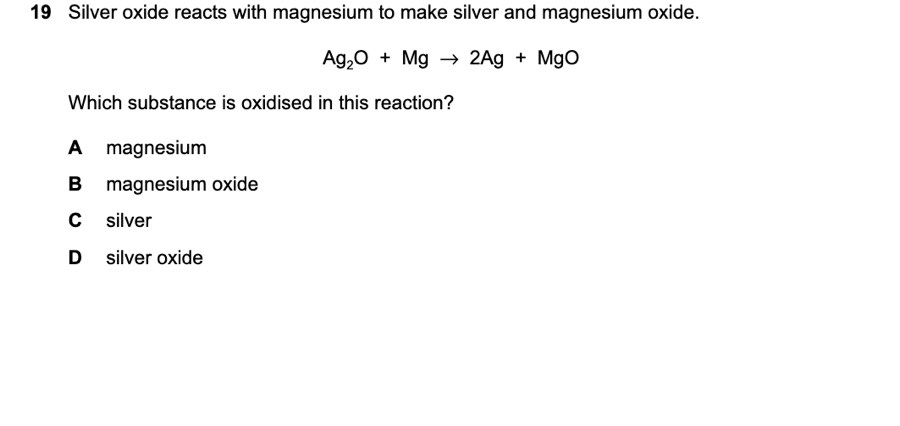 19 Silver oxide reacts with magnesium to make silver and magnesium oxide.
Ag₂O + Mg → 2Ag + MgO
Which substance is oxidised in this reaction?
A magnesium
B magnesium oxide
C silver
D silver oxide